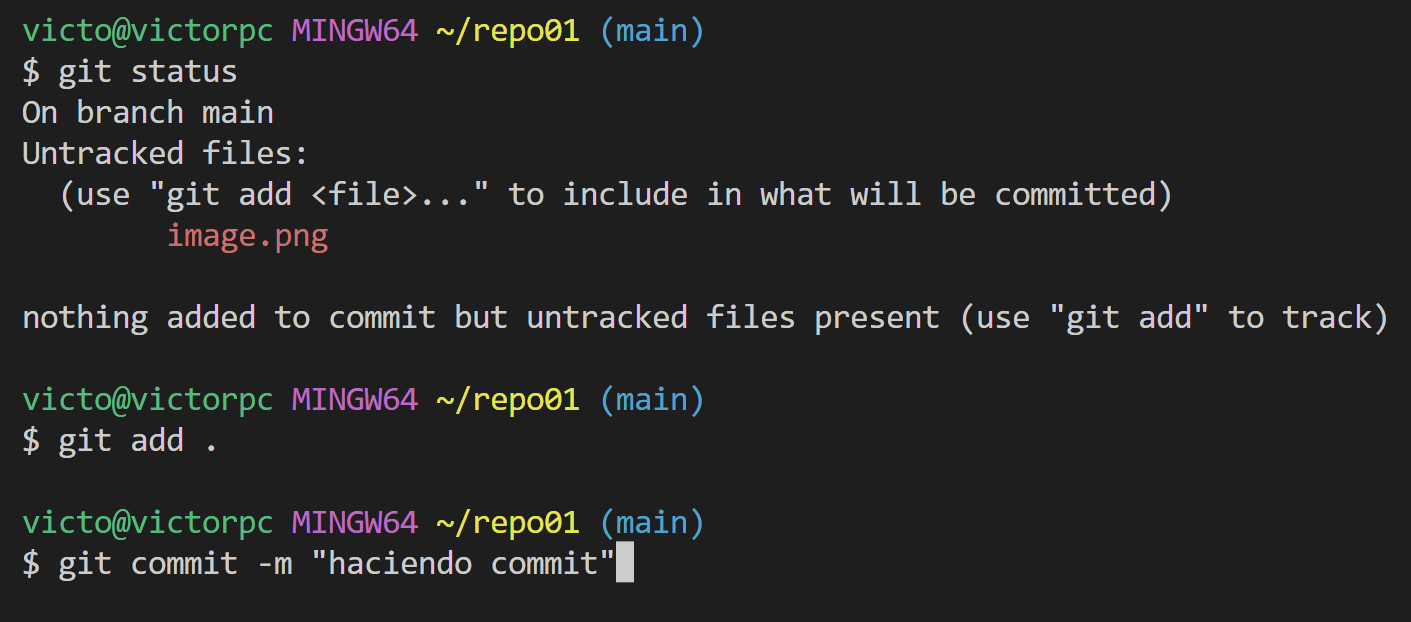 victo@victorpc MINGW64 ~/repo01 (main)
$ git status
On branch main
Untracked files:
  (use "git add <file>..." to include in what will be committed)
        image.png

nothing added to commit but untracked files present (use "git add" to track)

victo@victorpc MINGW64 ~/repo01 (main)
$ git add .

victo@victorpc MINGW64 ~/repo01 (main)
$ git commit -m "haciendo commit"